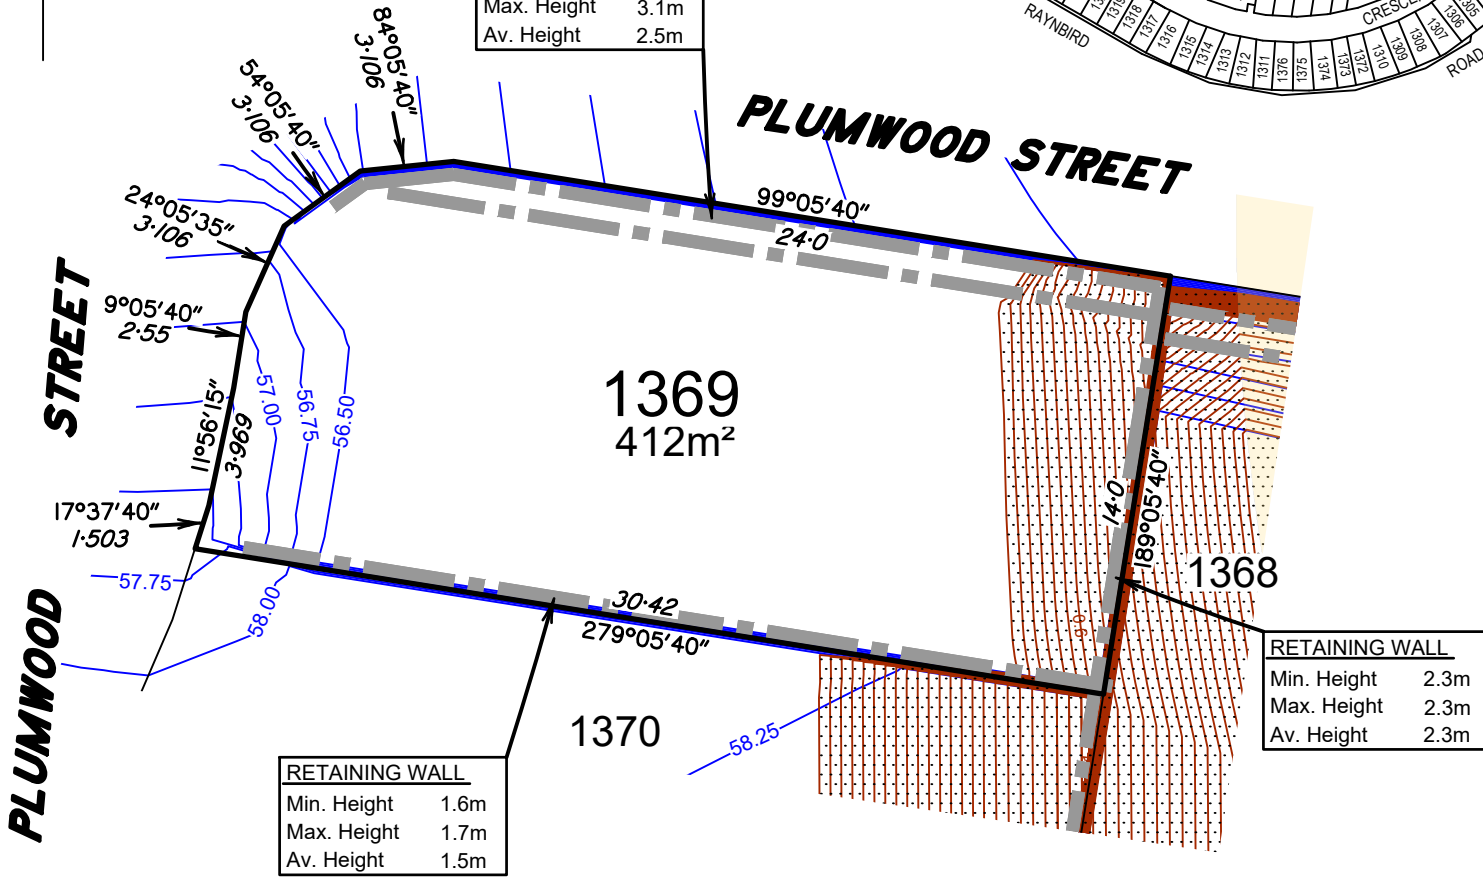 Max. Height 3.1m
Av. Height 2.5m
RAYNBIRD
CRESCE
ROAD
1318
1317
1316
1315
1314
1313
1312
1311
1376
1375
1374
1373
1372
1310
1309
1308
1307
1306
1305
PLUMWOOD STREET
84°05'40"
3·106
54°05'40"
3·106
24°05'35"
3·106
9°05'40"
2·55
11°56'15"
3·969
17°37'40"
1·503
99°05'40"
24·0
STREET
PLUMWOOD
57.00
56.75
56.50
1369
412m²
14·0
189°05'40"
1368
57.75
58.00
30·42
279°05'40"
1370
58.25
RETAINING WALL
Min. Height 2.3m
Max. Height 2.3m
Av. Height 2.3m
RETAINING WALL
Min. Height 1.6m
Max. Height 1.7m
Av. Height 1.5m